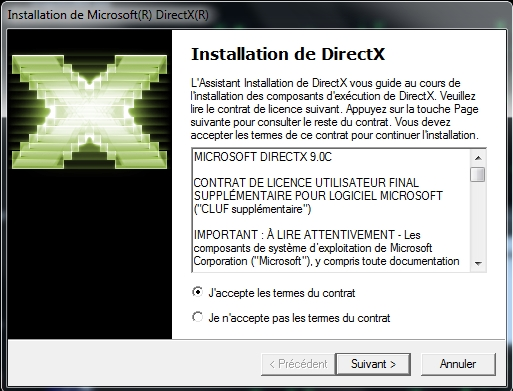 Installation de Microsoft(R) DirectX(R)
Installation de DirectX
L'Assistant Installation de DirectX vous guide au cours de
l'installation des composants d'exécution de DirectX. Veuillez
lire le contrat de licence suivant. Appuyez sur la touche Page
suivante pour consulter le reste du contrat. Vous devez
accepter les termes de ce contrat pour continuer l'installation.
MICROSOFT DIRECTX 9.0C
CONTRAT DE LICENCE UTILISATEUR FINAL
SUPPLÉMENTAIRE POUR LOGICIEL MICROSOFT
("CLUF supplémentaire")
IMPORTANT : À LIRE ATTENTIVEMENT - Les
composants de système d'exploitation de Microsoft
Corporation ("Microsoft"), y compris toute documentation
J'accepte les termes du contrat
Je n'accepte pas les termes du contrat
< Précédent
Suivant >
Annuler